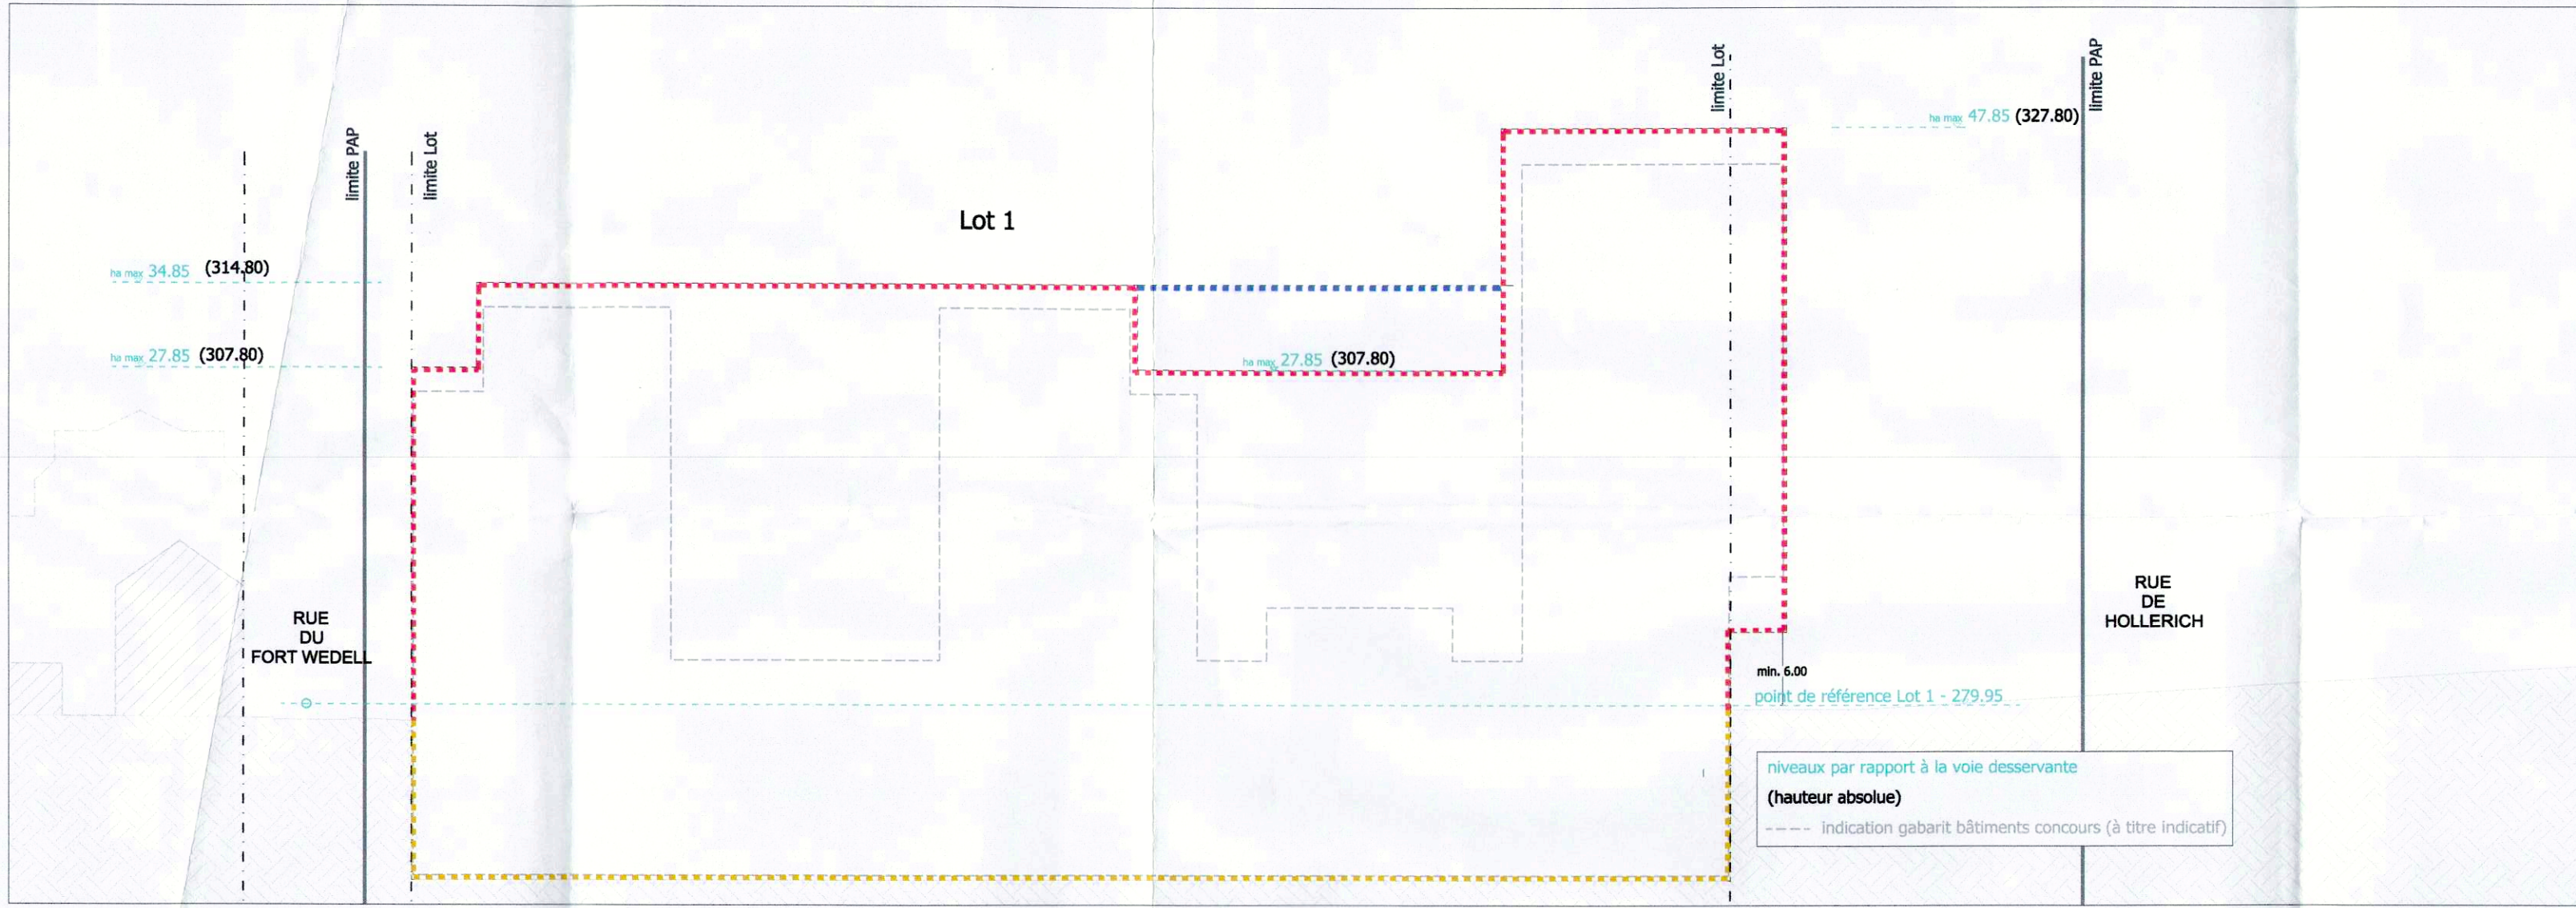 limite PAP
limite Lot
Lot 1
limite Lot
limite PAP
ha max 47.85 (327.80)
ha max 34.85 (314.80)
ha max 27.85 (307.80)
ha max 27.85 (307.80)
RUE
DU
FORT WEDELL
RUE
DE
HOLLERICH
min. 6.00
point de référence Lot 1 - 279.95
niveaux par rapport à la voie desservante
(hauteur absolue)
indication gabarit bâtiments concours (à titre indicatif)